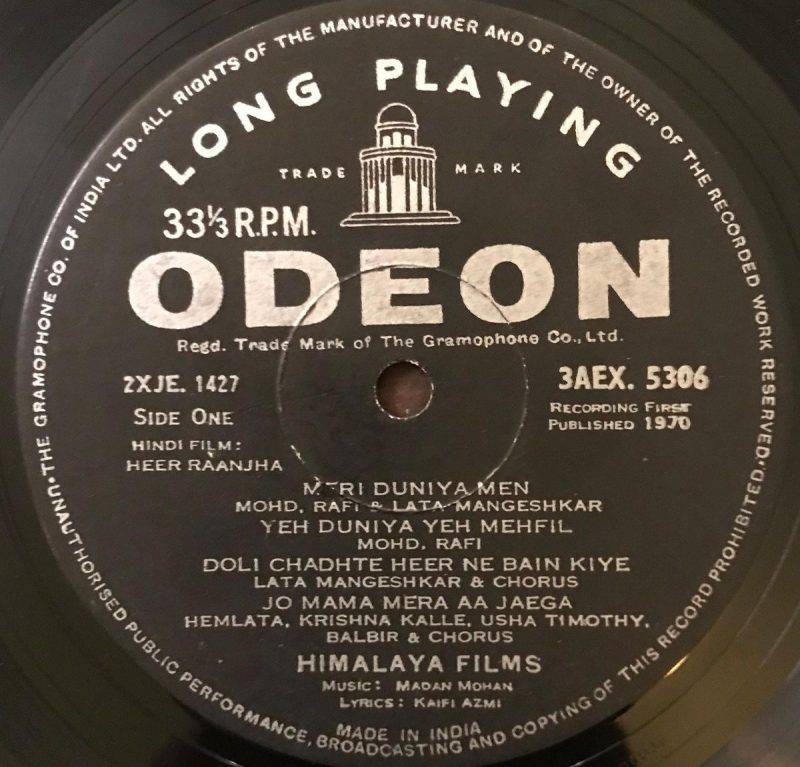 THE GRAMOPHONE CO. OF INDIA LTD. ALL RIGHTS OF THE MANUFACTURER AND OF THE OWNER OF THE RECORDED WORK RESERVED • UNAUTHORISED PUBLIC PERFORMANCE, BROADCASTING AND COPYING OF THIS RECORD PROHIBITED •
LONG PLAYING
TRADE MARK
33⅓ R.P.M.
ODEON
Regd. Trade Mark of The Gramophone Co., Ltd.
2XJE. 1427
3AEX. 5306
SIDE ONE
RECORDING FIRST
PUBLISHED 1970
HINDI FILM:
HEER RAANJHA
MERI DUNIYA MEN
MOHD, RAFI & LATA MANGESHKAR
YEH DUNIYA YEH MEHFIL
MOHD, RAFI
DOLI CHADHTE HEER NE BAIN KIYE
LATA MANGESHKAR & CHORUS
JO MAMA MERA AA JAEGA
HEMLATA, KRISHNA KALLE, USHA TIMOTHY,
BALBIR & CHORUS
HIMALAYA FILMS
MUSIC: MADAN MOHAN
LYRICS: KAIFI AZMI
MADE IN INDIA